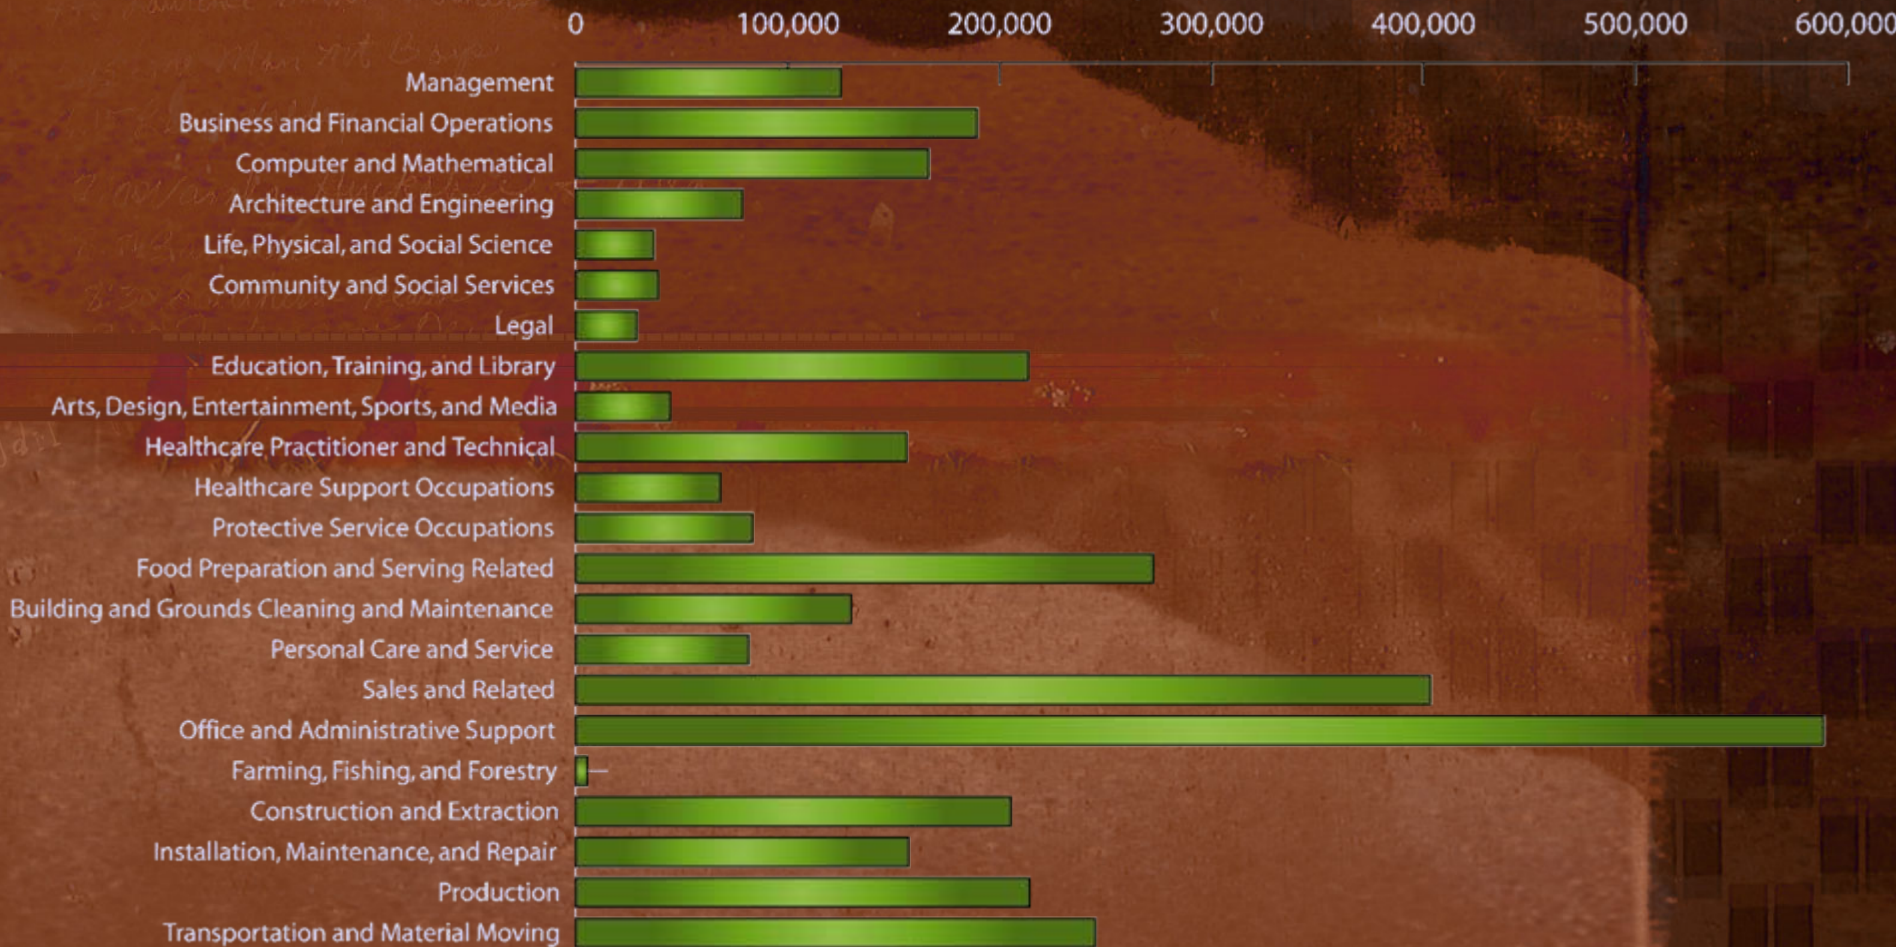 0 100,000 200,000 300,000 400,000 500,000 600,000
Management
Business and Financial Operations
Computer and Mathematical
Architecture and Engineering
Life, Physical, and Social Science
Community and Social Services
Legal
Education, Training, and Library
Arts, Design, Entertainment, Sports, and Media
Healthcare Practitioner and Technical
Healthcare Support Occupations
Protective Service Occupations
Food Preparation and Serving Related
Building and Grounds Cleaning and Maintenance
Personal Care and Service
Sales and Related
Office and Administrative Support
Farming, Fishing, and Forestry
Construction and Extraction
Installation, Maintenance, and Repair
Production
Transportation and Material Moving